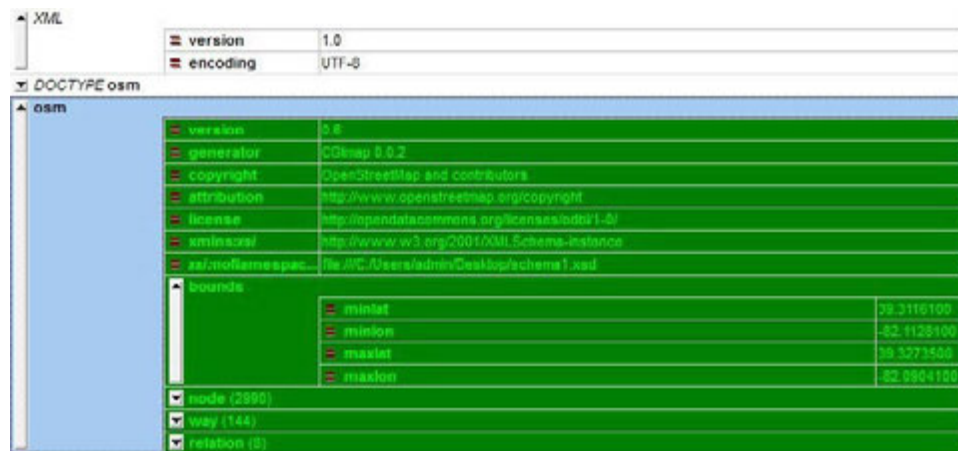 XML
version 1.0
encoding UTF-8
DOCTYPE osm
osm
version 0.6
generator CGImap 0.0.2
copyright OpenStreetMap and contributors
attribution http://www.openstreetmap.org/copyright
license http://opendatacommons.org/licenses/odbl/1-0/
xmlns:xsi http://www.w3.org/2001/XMLSchema-instance
xsi:noNamespac... file:///C:/Users/admin/Desktop/schema1.xsd
bounds
minlat 39.3116100
minlon -82.1128100
maxlat 39.3273500
maxlon -82.0904100
node (2990)
way (144)
relation (8)